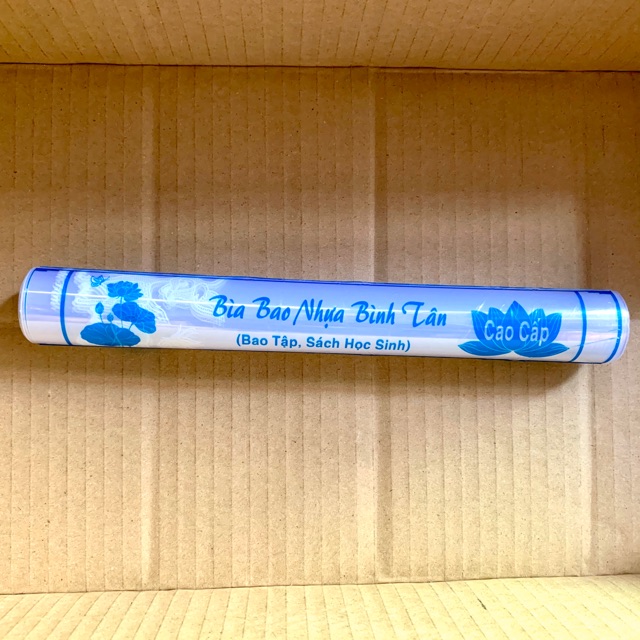 Bìa Bao Nhựa Bình Tân
(Bao Tập, Sách Học Sinh)
Cao Cấp